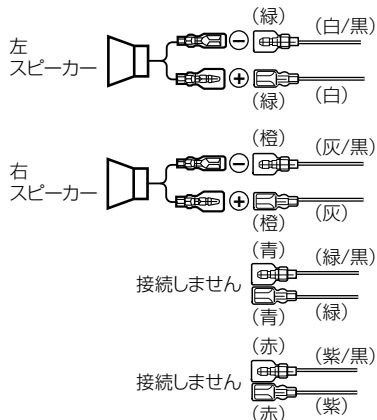 （緑）
（白/黒）
左
スピーカー
⊖
⊕
（緑）
（白）
（橙）
（灰/黒）
右
スピーカー
⊖
⊕
（橙）
（灰）
（青）
（緑/黒）
接続しません
（青）
（緑）
（赤）
（紫/黒）
接続しません
（赤）
（紫）